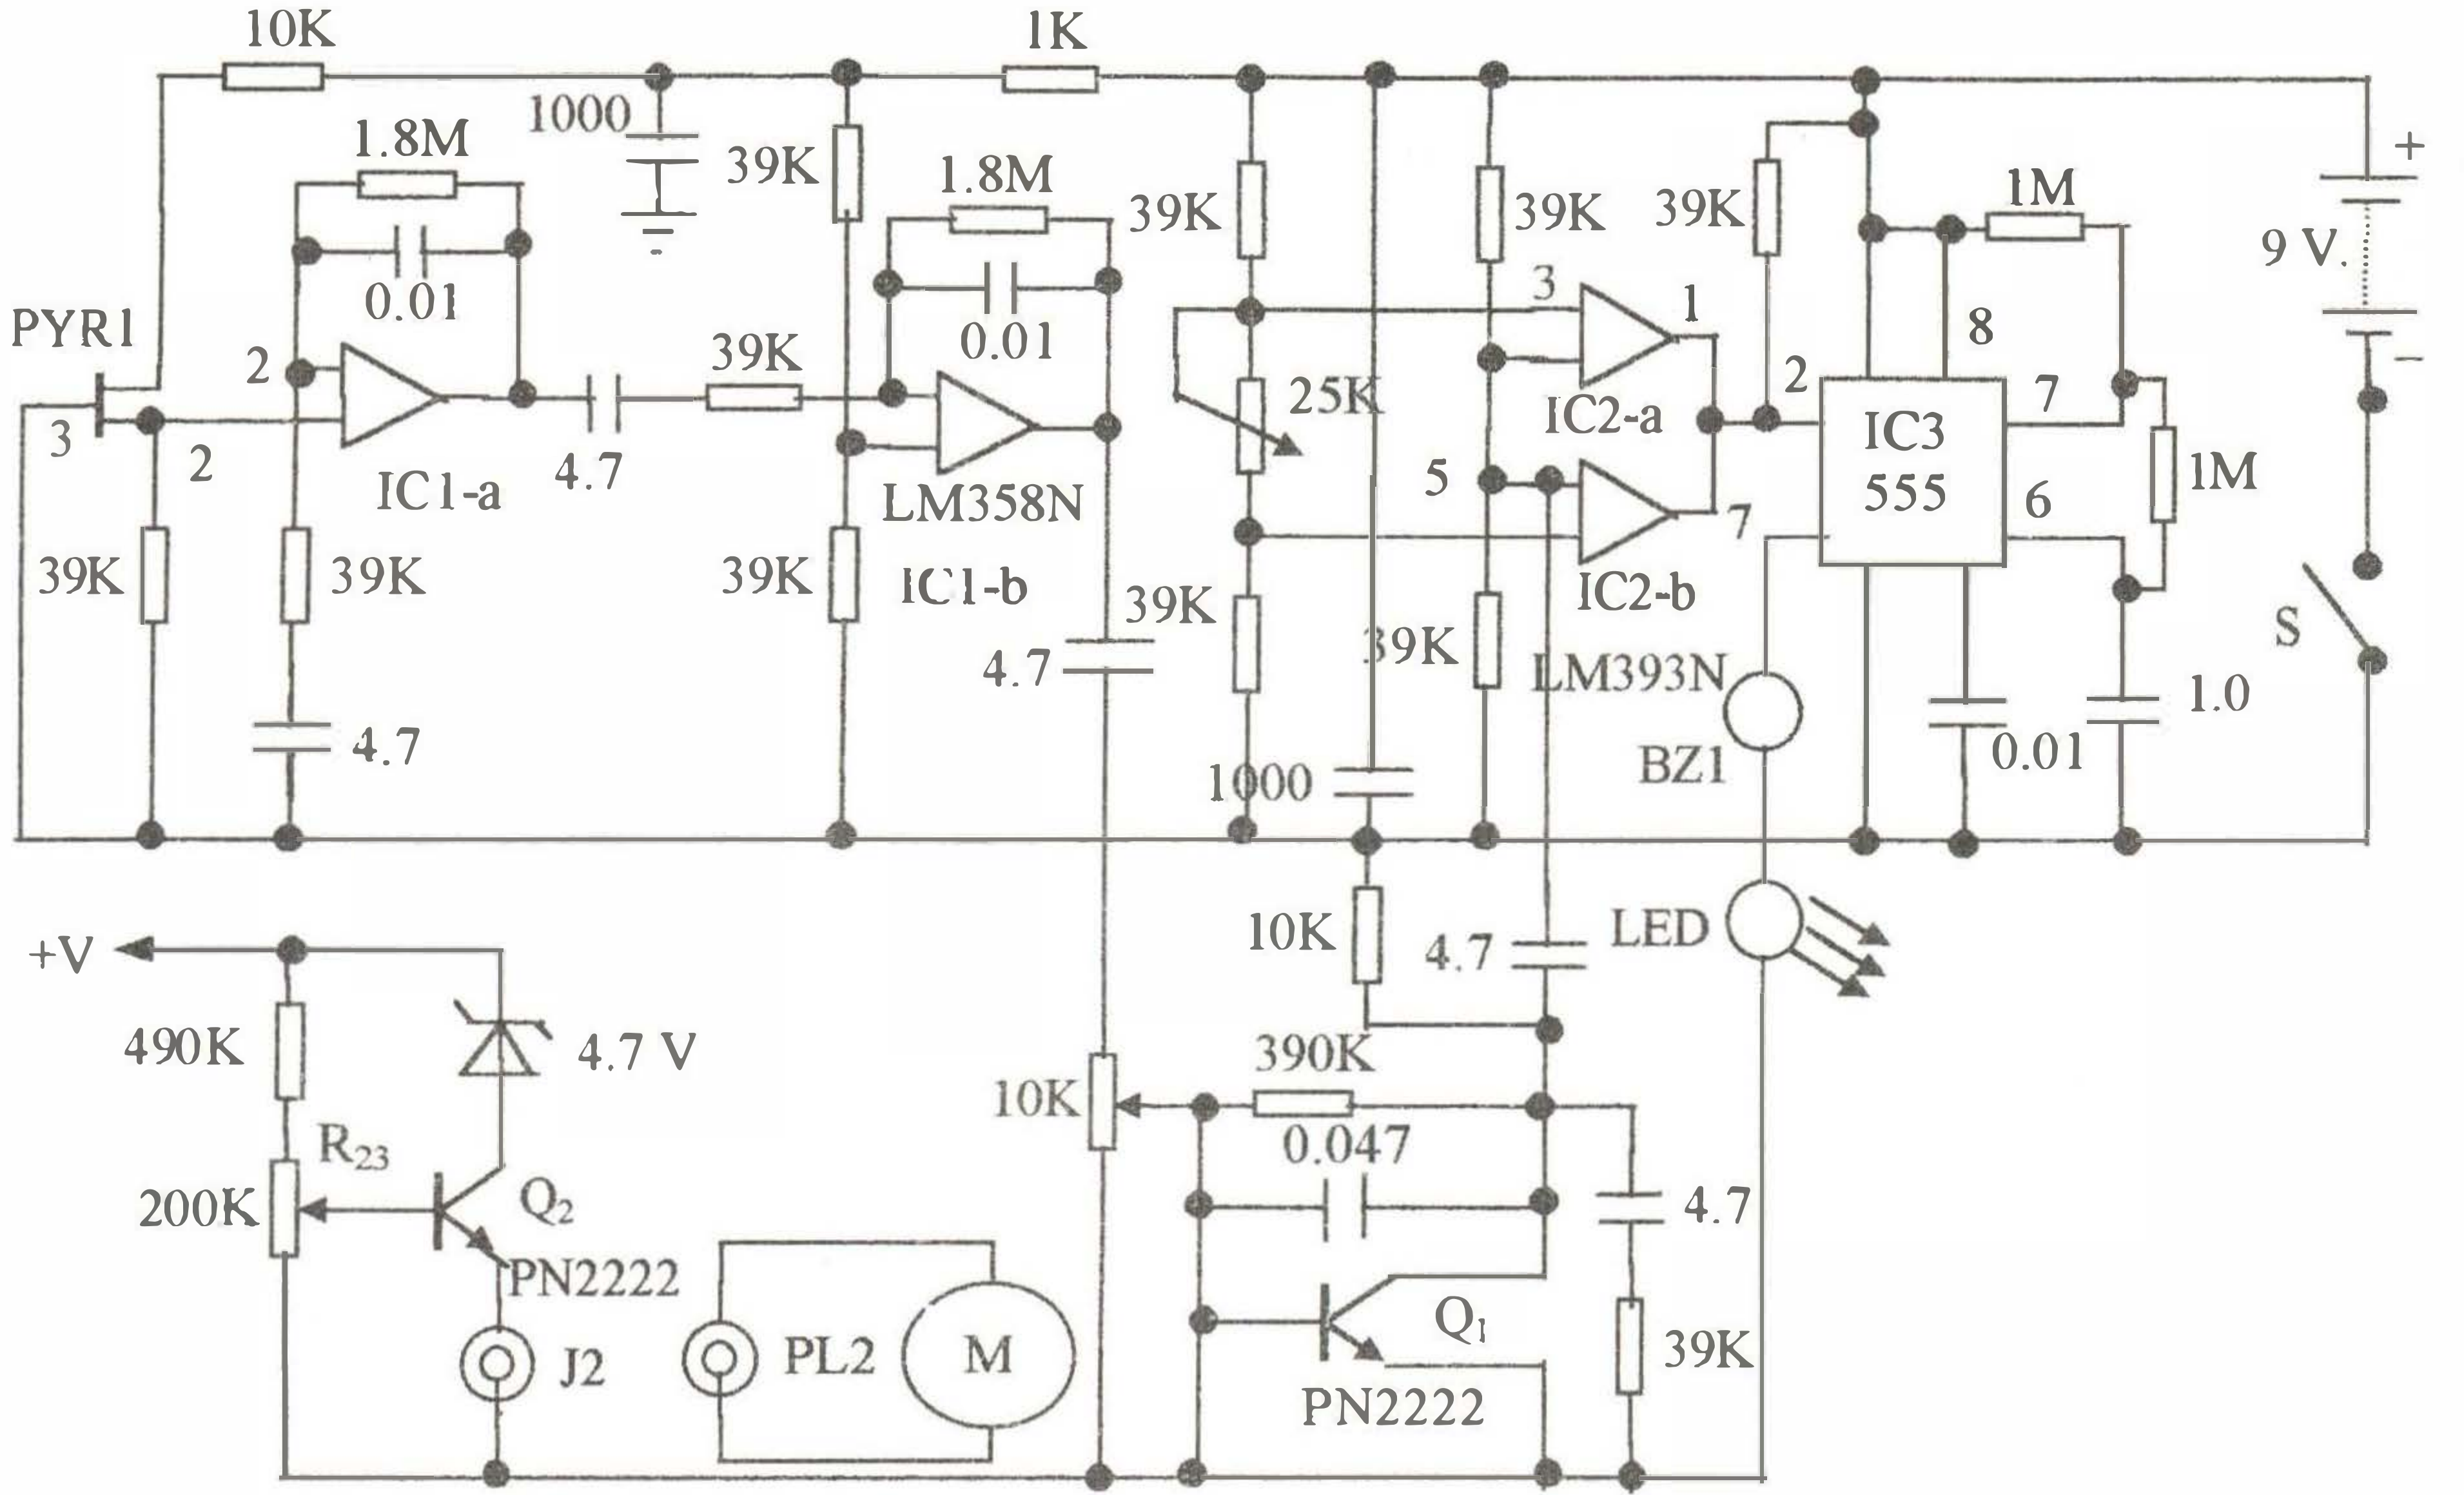 10K
1K
1000
1.8M
39K
1.8M
39K
39K
39K
1M
+
9 V.
0.01
0.01
3
1
8
PYR1
2
39K
25K
2
7
IC2-a
IC3
3
2
IC1-a
4.7
LM358N
5
555
6
1M
7
39K
39K
39K
IC1-b
39K
IC2-b
−
S
4.7
39K
LM393N
4.7
1000
BZ1
0.01
1.0
+V
10K
4.7
LED
490K
4.7 V
390K
10K
R23
0.047
200K
Q2
4.7
PN2222
PL2
M
Q1
39K
J2
PN2222